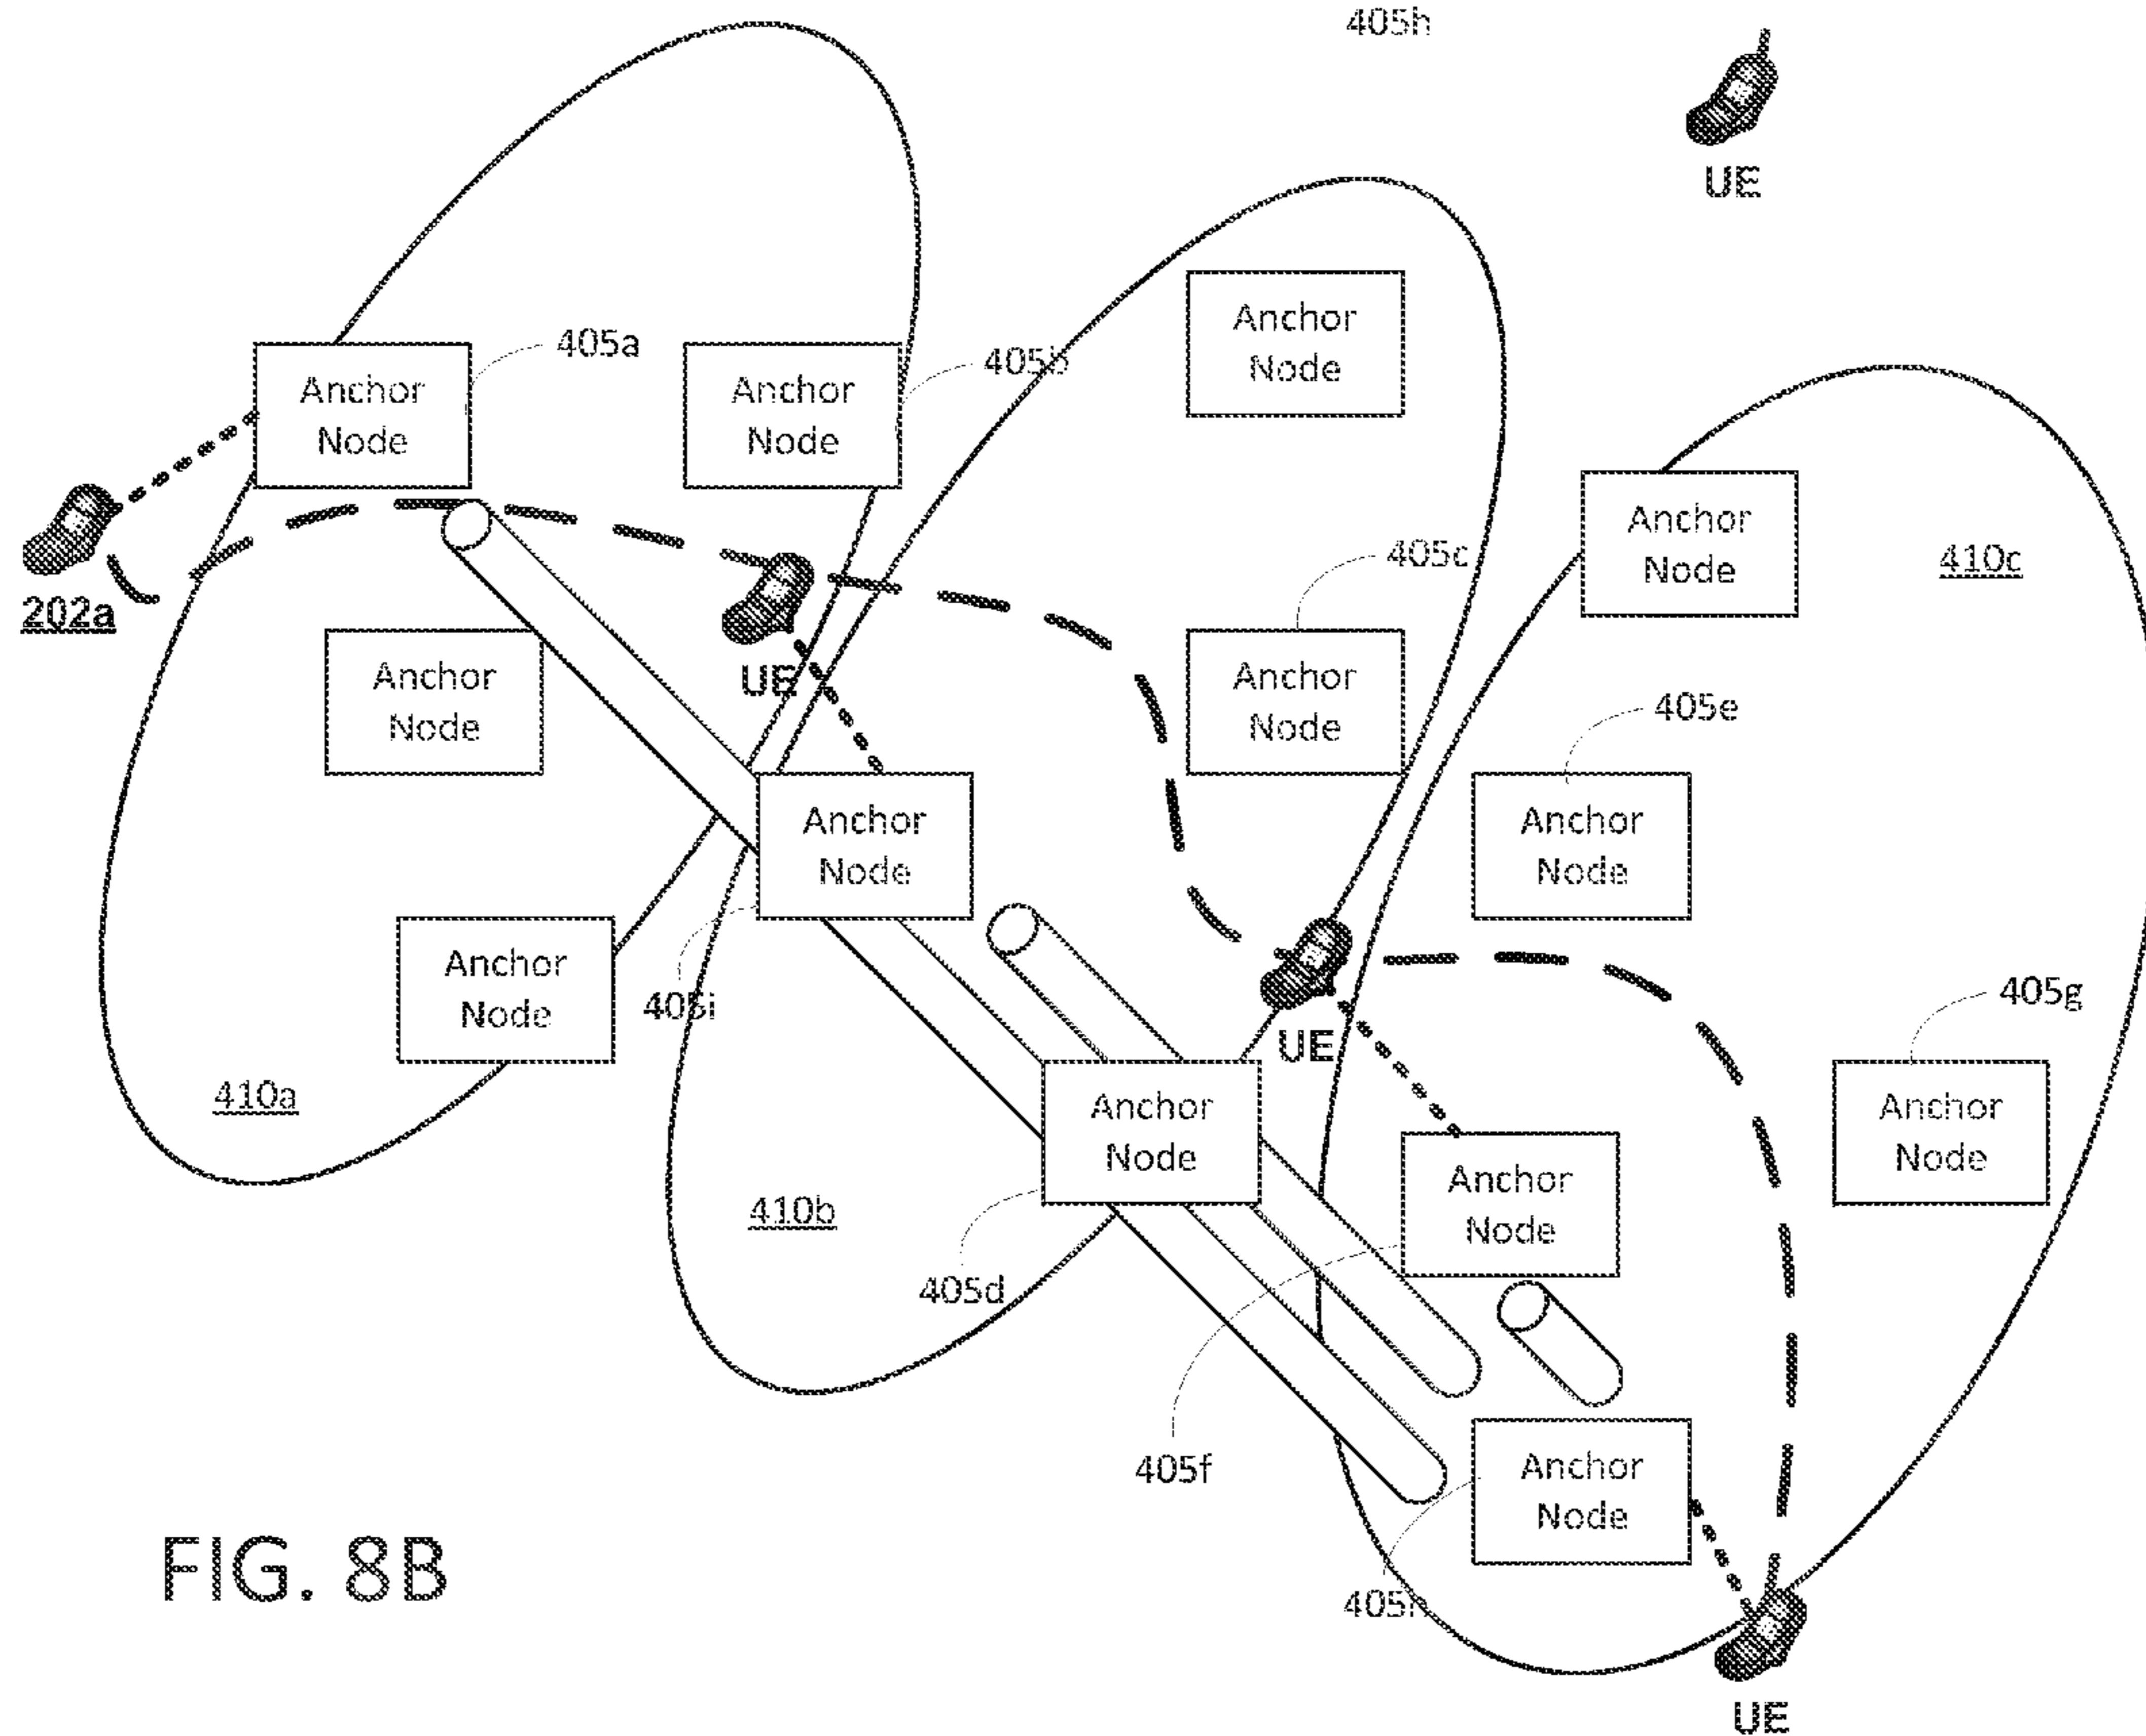 405h
UE
Anchor
Node
405a
Anchor
Node
405b
Anchor
Node
Anchor
Node
410c
405c
202a
Anchor
Node
UE
Anchor
Node
405e
Anchor
Node
Anchor
Node
Anchor
Node
405i
UE
405g
410a
Anchor
Node
Anchor
Node
Anchor
Node
410b
405d
405f
Anchor
Node
FIG. 8B
UE